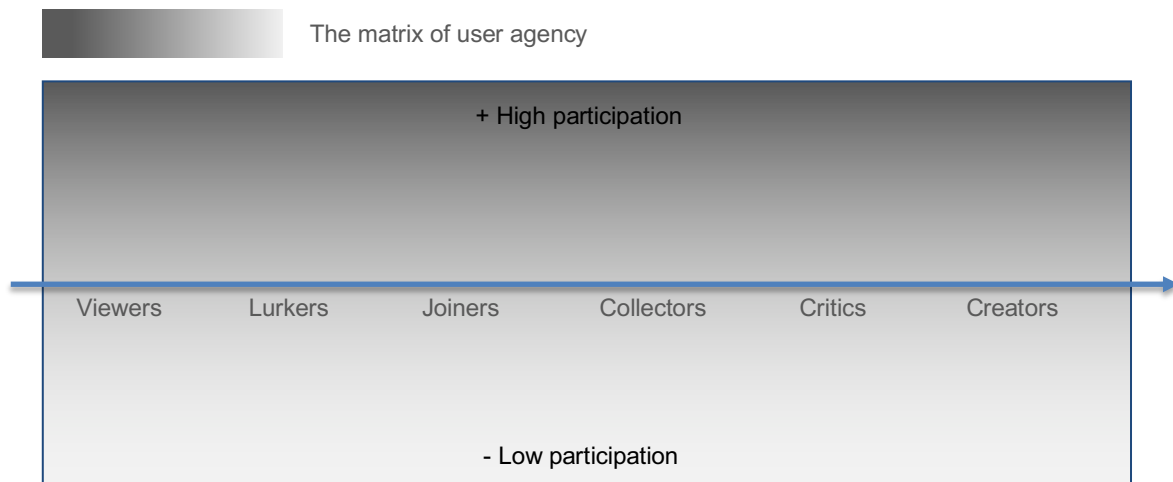 The matrix of user agency
+ High participation
Viewers Lurkers Joiners Collectors Critics Creators
- Low participation